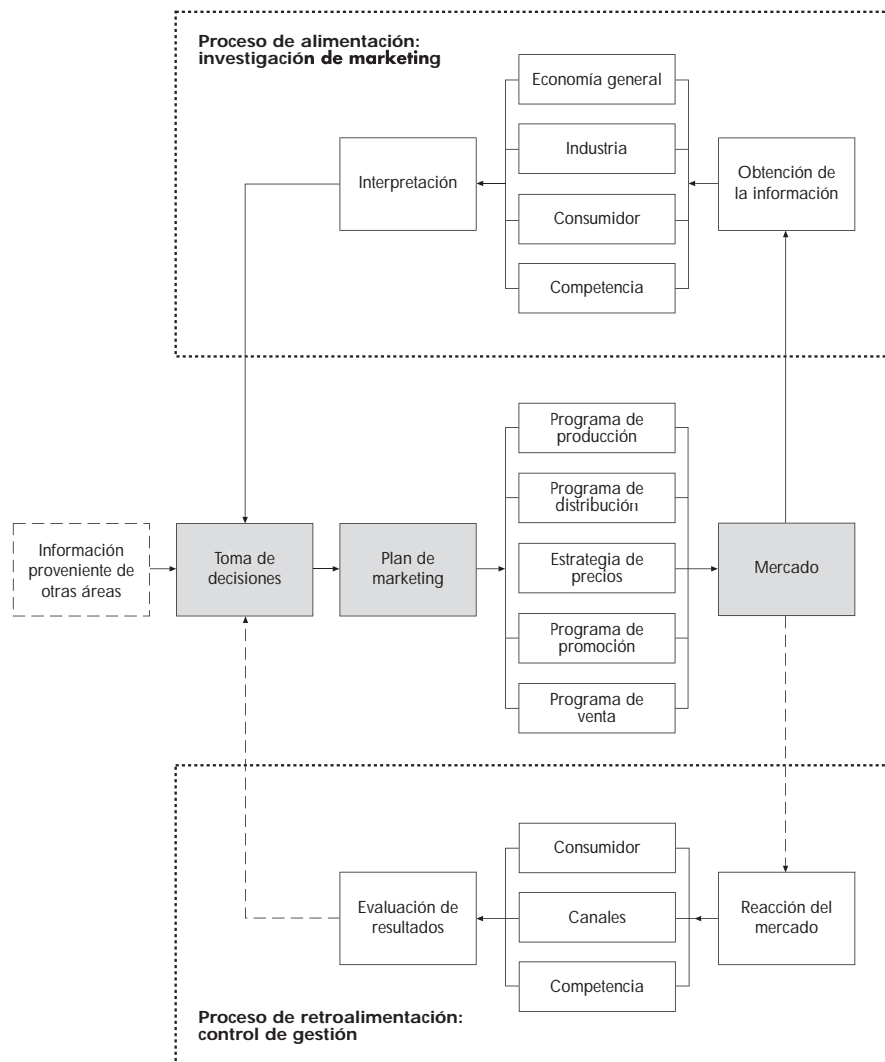 Proceso de alimentación:
investigación de marketing
Economía general
Industria
Consumidor
Competencia
Interpretación
Obtención de
la información
Programa de
producción
Programa de
distribución
Estrategia de
precios
Programa de
promoción
Programa de
venta
Información
proveniente de
otras áreas
Toma de
decisiones
Plan de
marketing
Mercado
Consumidor
Canales
Competencia
Evaluación de
resultados
Reacción del
mercado
Proceso de retroalimentación:
control de gestión